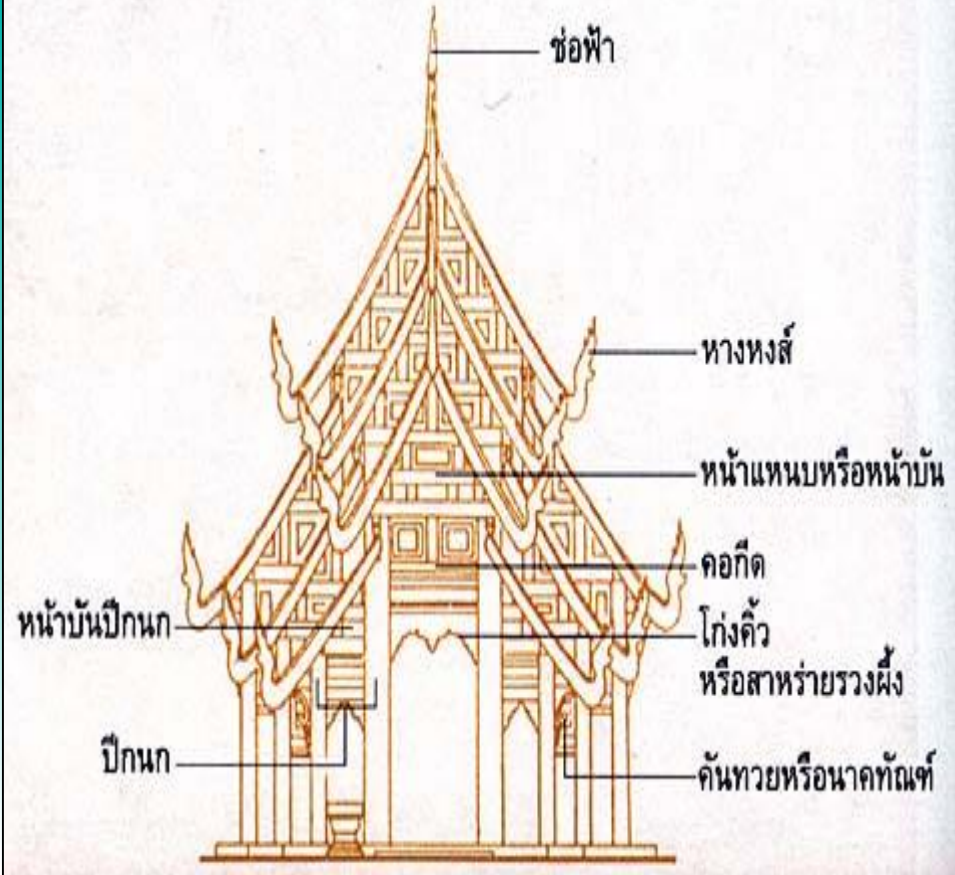 ช่อฟ้า
หางหงส์
หน้าแหนบหรือหน้าบัน
คอกีด
หน้าบันปีกนก
โก่งคิ้ว
หรือสาหร่ายรวงผึ้ง
ปีกนก
คันทวยหรือนาคทัณฑ์